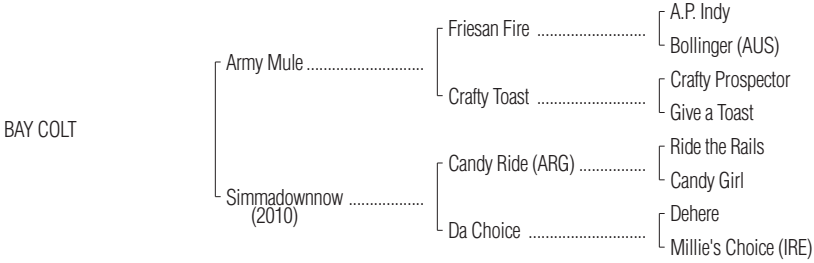 A.P. Indy
Friesan Fire ..........................
Bollinger (AUS)
Army Mule ............................
Crafty Prospector
Crafty Toast ..........................
Give a Toast
BAY COLT
Ride the Rails
Candy Ride (ARG) ................
Candy Girl
Simmadownnow ..................
(2010)
Dehere
Da Choice ............................
Millie's Choice (IRE)